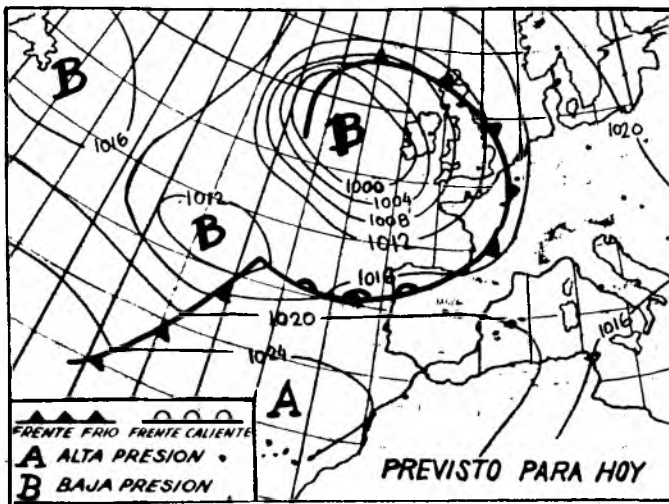 B
1016
1020
B
1000
1004
1008
1012
1012
B
1016
1020
1016
1024
A
FRENTE FRIO FRENTE CALIENTE
A ALTA PRESION
B BAJA PRESION
PREVISTO PARA HOY